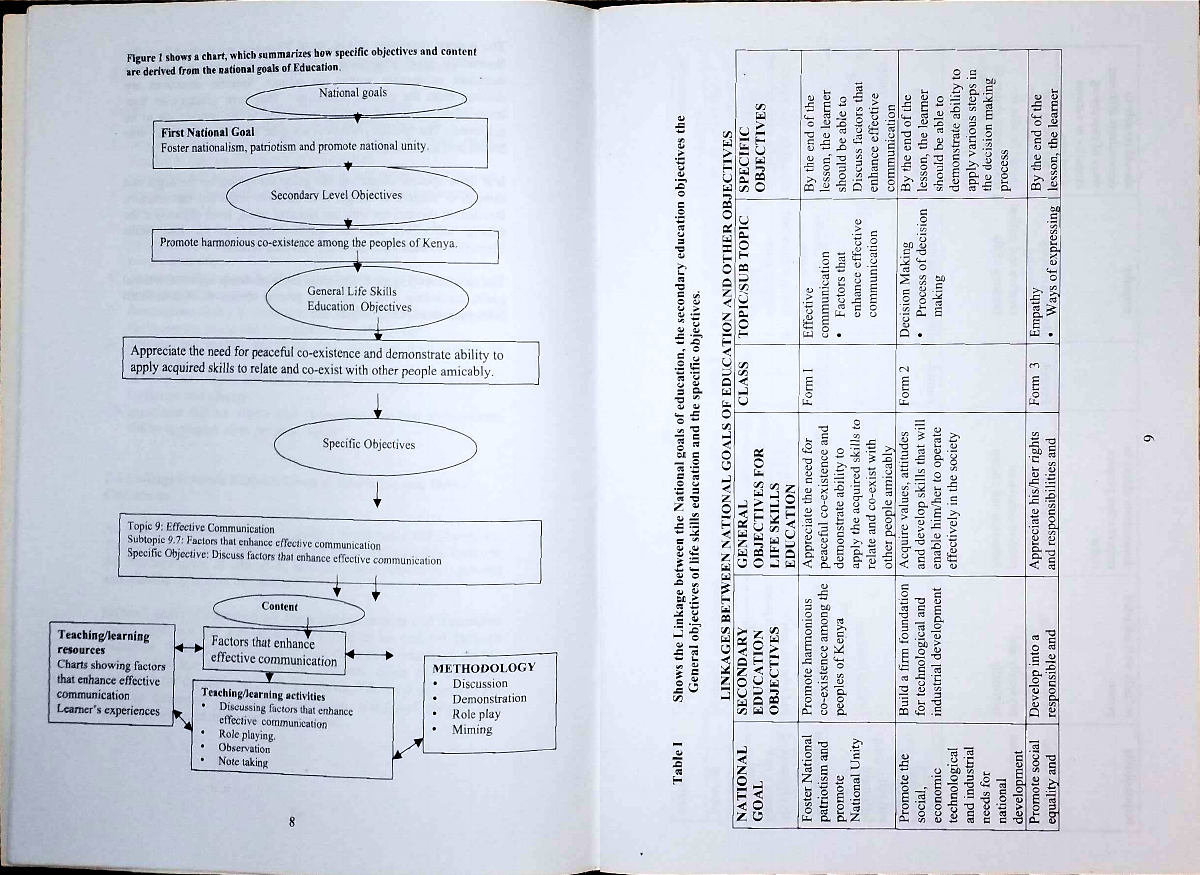 Figure 1 shows a chart, which summarizes how specific objectives and content
are derived from the national goals of Education.
National goals
First National Goal
Foster nationalism, patriotism and promote national unity.
Secondary Level Objectives
Promote harmonious co-existence among the peoples of Kenya.
General Life Skills
Education Objectives
Appreciate the need for peaceful co-existence and demonstrate ability to
apply acquired skills to relate and co-exist with other people amicably.
Specific Objectives
Topic 9: Effective Communication
Subtopic 9.7: Factors that enhance effective communication
Specific Objective: Discuss factors that enhance effective communication
Content
Teaching/learning
resources
Charts showing factors
that enhance effective
communication
Learner's experiences
Factors that enhance
effective communication
METHODOLOGY
• Discussion
• Demonstration
• Role play
• Miming
Teaching/learning activities
• Discussing factors that enhance
effective communication
• Role playing.
• Observation
• Note taking
8
Table I
Shows the Linkage between the National goals of education, the secondary education objectives the
General objectives of life skills education and the specific objectives.
LINKAGES BETWEEN NATIONAL GOALS OF EDUCATION AND OTHER OBJECTIVES
NATIONAL
GOAL
SECONDARY
EDUCATION
OBJECTIVES
GENERAL
OBJECTIVES FOR
LIFE SKILLS
EDUCATION
CLASS
TOPIC/SUB TOPIC
SPECIFIC
OBJECTIVES
Foster National
patriotism and
promote
National Unity
Promote harmonious
co-existence among the
peoples of Kenya
Appreciate the need for
peaceful co-existence and
demonstrate ability to
apply the acquired skills to
relate and co-exist with
other people amicably
Form 1
Effective
communication
• Factors that
enhance effective
communication
By the end of the
lesson, the learner
should be able to
Discuss factors that
enhance effective
communication
Promote the
social,
economic
technological
and industrial
needs for
national
development
Build a firm foundation
for technological and
industrial development
Acquire values, attitudes
and develop skills that will
enable him/her to operate
effectively in the society
Form 2
Decision Making
• Process of decision
making
By the end of the
lesson, the learner
should be able to
demonstrate ability to
apply various steps in
the decision making
process
Promote social
equality and
Develop into a
responsible and
Appreciate his/her rights
and responsibilities and
Form 3
Empathy
• Ways of expressing
By the end of the
lesson, the learner
9